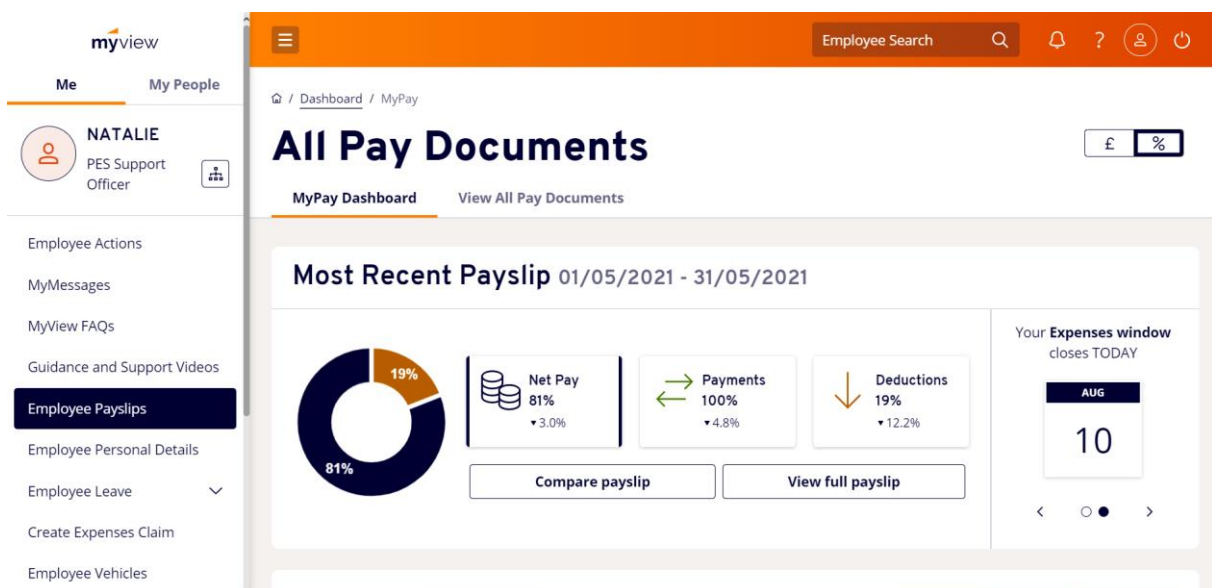 myview
Me
My People
NATALIE
PES Support
Officer
Employee Actions
MyMessages
MyView FAQs
Guidance and Support Videos
Employee Payslips
Employee Personal Details
Employee Leave
Create Expenses Claim
Employee Vehicles
Employee Search
?
/ Dashboard / MyPay
All Pay Documents
£ %
MyPay Dashboard
View All Pay Documents
Most Recent Payslip 01/05/2021 - 31/05/2021
19%
81%
Net Pay
81%
▼3.0%
Payments
100%
▼4.8%
Deductions
19%
▼12.2%
Compare payslip
View full payslip
Your Expenses window
closes TODAY
AUG
10